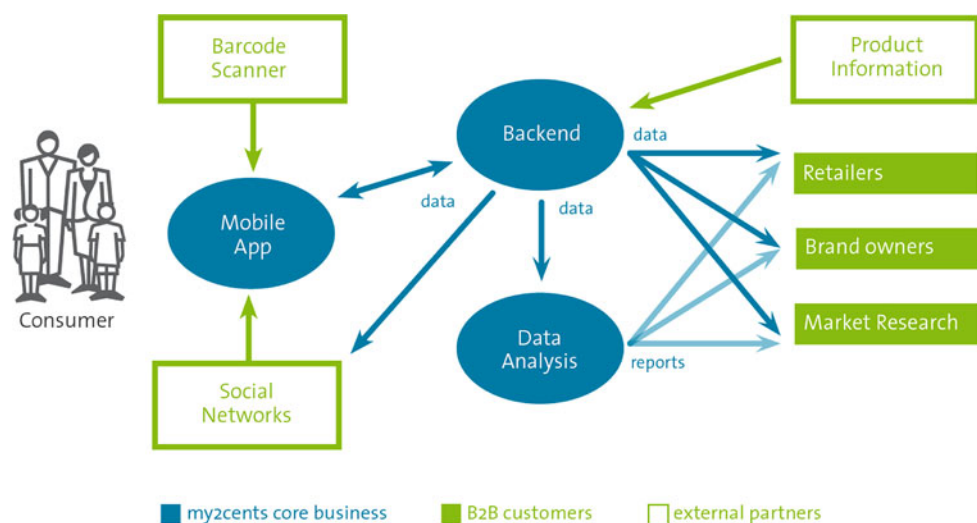 Barcode
Scanner
Product
Information
Backend
data
Retailers
data
data
Mobile
App
Brand owners
Consumer
Data
Analysis
Market Research
reports
Social
Networks
my2cents core business
B2B customers
external partners